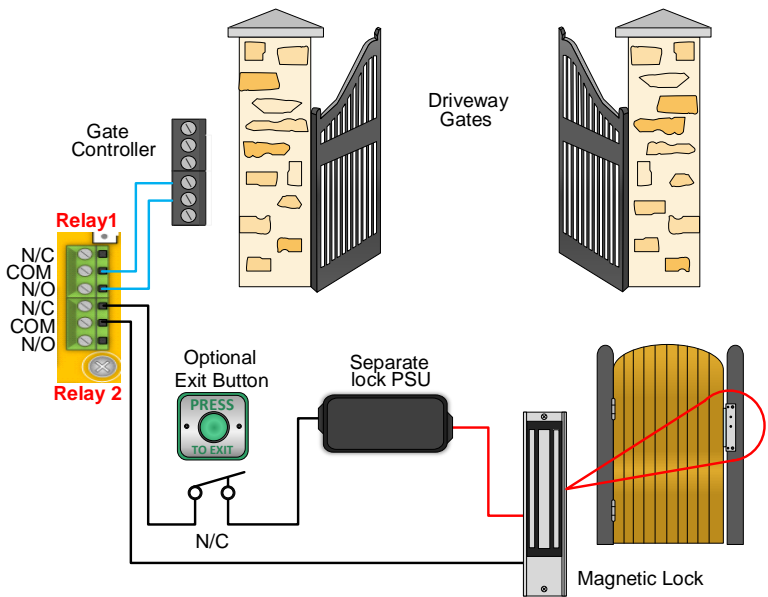 Driveway
Gates
Gate
Controller
Relay1
N/C
COM
N/O
N/C
COM
N/O
Relay 2
Optional
Exit Button
PRESS
TO EXIT
N/C
Separate
lock PSU
Magnetic Lock